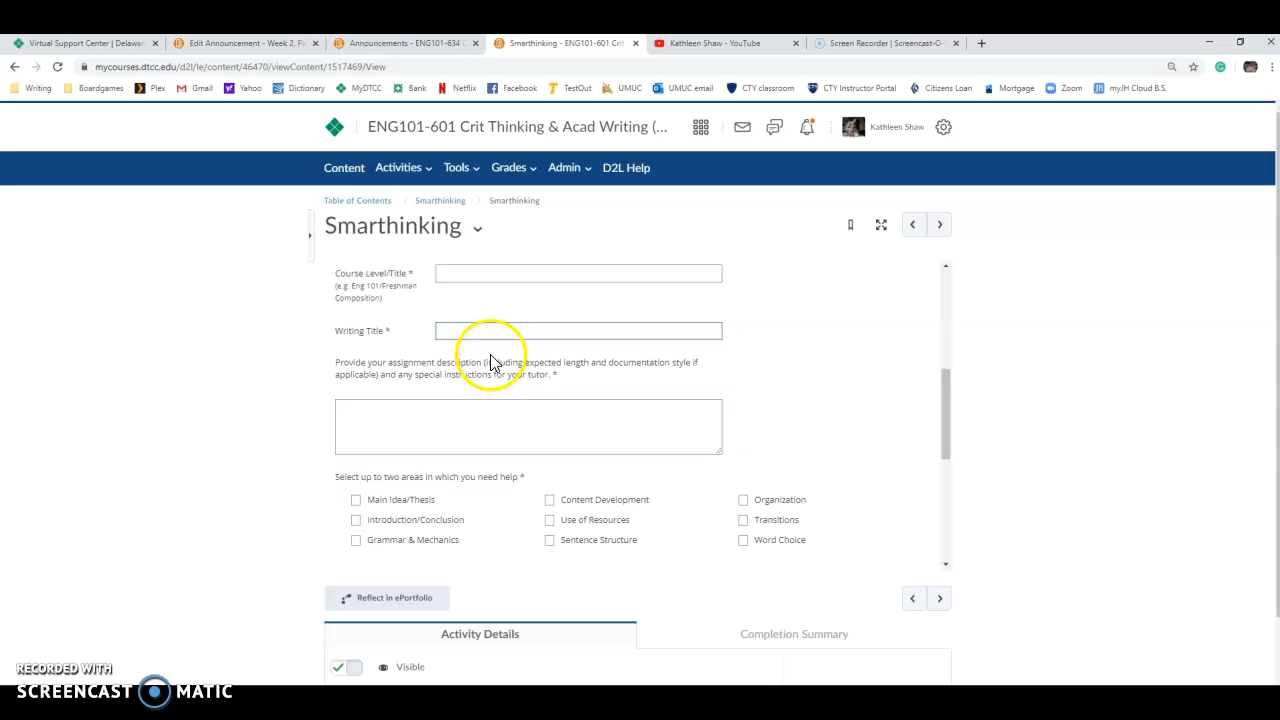 Virtual Support Center | Delawar
Edit Announcement - Week 2, Pa
Announcements - ENG101-634 C
Smarthinking - ENG101-601 Crit
Kathleen Shaw - YouTube
Screen Recorder | Screencast-O-
mycourses.dtcc.edu/d2l/le/content/46470/viewContent/1517469/View
Writing Boardgames Plex Gmail Yahoo Dictionary MyDTCC Bank Netflix Facebook TestOut UMUC UMUC email CTY classroom CTY Instructor Portal Citizens Loan Mortgage Zoom myJH Cloud B.S.
ENG101-601 Crit Thinking & Acad Writing (...
Kathleen Shaw
Content Activities Tools Grades Admin D2L Help
Table of Contents Smarthinking Smarthinking
Smarthinking
Course Level/Title *
(e.g. Eng 101/Freshman
Composition)
Writing Title *
Provide your assignment description (including expected length and documentation style if
applicable) and any special instructions for your tutor. *
Select up to two areas in which you need help *
Main Idea/Thesis Content Development Organization
Introduction/Conclusion Use of Resources Transitions
Grammar & Mechanics Sentence Structure Word Choice
Reflect in ePortfolio
Activity Details Completion Summary
Visible
RECORDED WITH
SCREENCAST MATIC